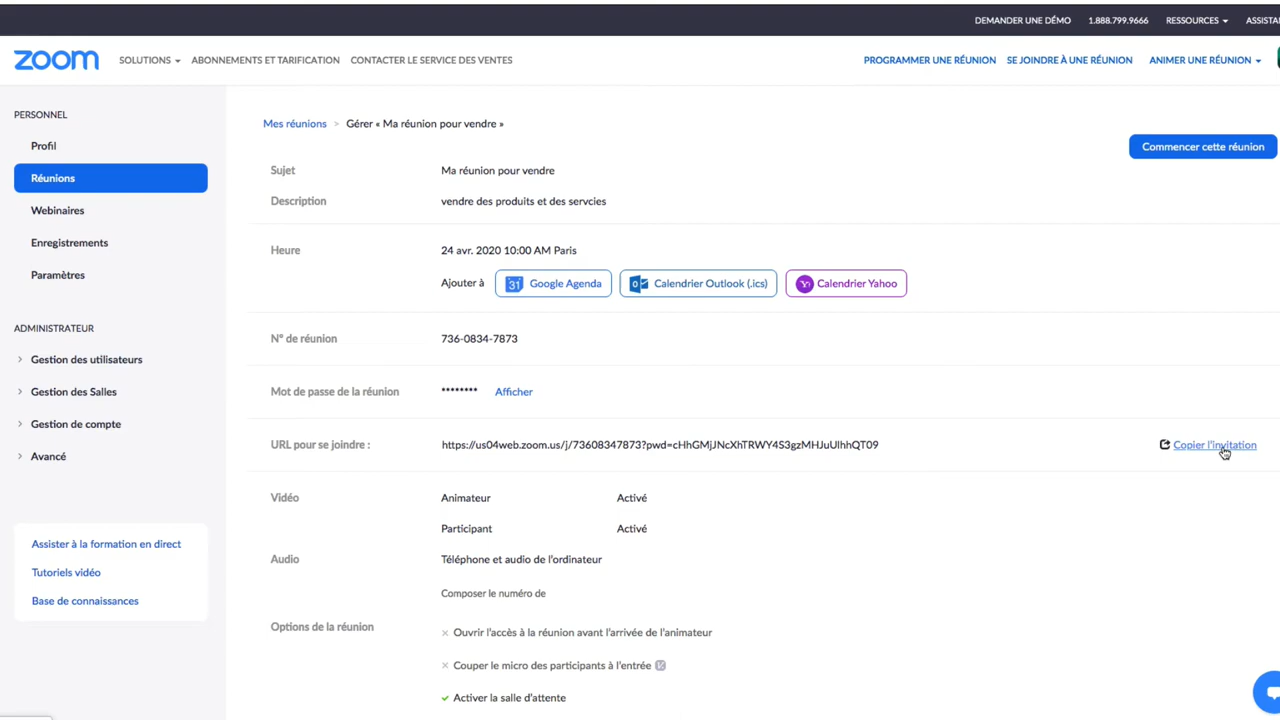 DEMANDER UNE DÉMO 1.888.799.9666 RESSOURCES
zoom SOLUTIONS ABONNEMENTS ET TARIFICATION CONTACTER LE SERVICE DES VENTES PROGRAMMER UNE RÉUNION SE JOINDRE À UNE RÉUNION ANIMER UNE RÉUNION
PERSONNEL
Profil
Réunions
Webinaires
Enregistrements
Paramètres
ADMINISTRATEUR
Gestion des utilisateurs
Gestion des Salles
Gestion de compte
Avancé
Assister à la formation en direct
Tutoriels vidéo
Base de connaissances
Mes réunions > Gérer « Ma réunion pour vendre »
Commencer cette réunion
Sujet Ma réunion pour vendre
Description vendre des produits et des servcies
Heure 24 avr. 2020 10:00 AM Paris
Ajouter à 31 Google Agenda Calendrier Outlook (.ics) Calendrier Yahoo
N° de réunion 736-0834-7873
Mot de passe de la réunion ******** Afficher
URL pour se joindre : Copier l'invitation
Vidéo Animateur Activé
Participant Activé
Audio Téléphone et audio de l'ordinateur
Composer le numéro de
Options de la réunion × Ouvrir l'accès à la réunion avant l'arrivée de l'animateur
× Couper le micro des participants à l'entrée
✓ Activer la salle d'attente